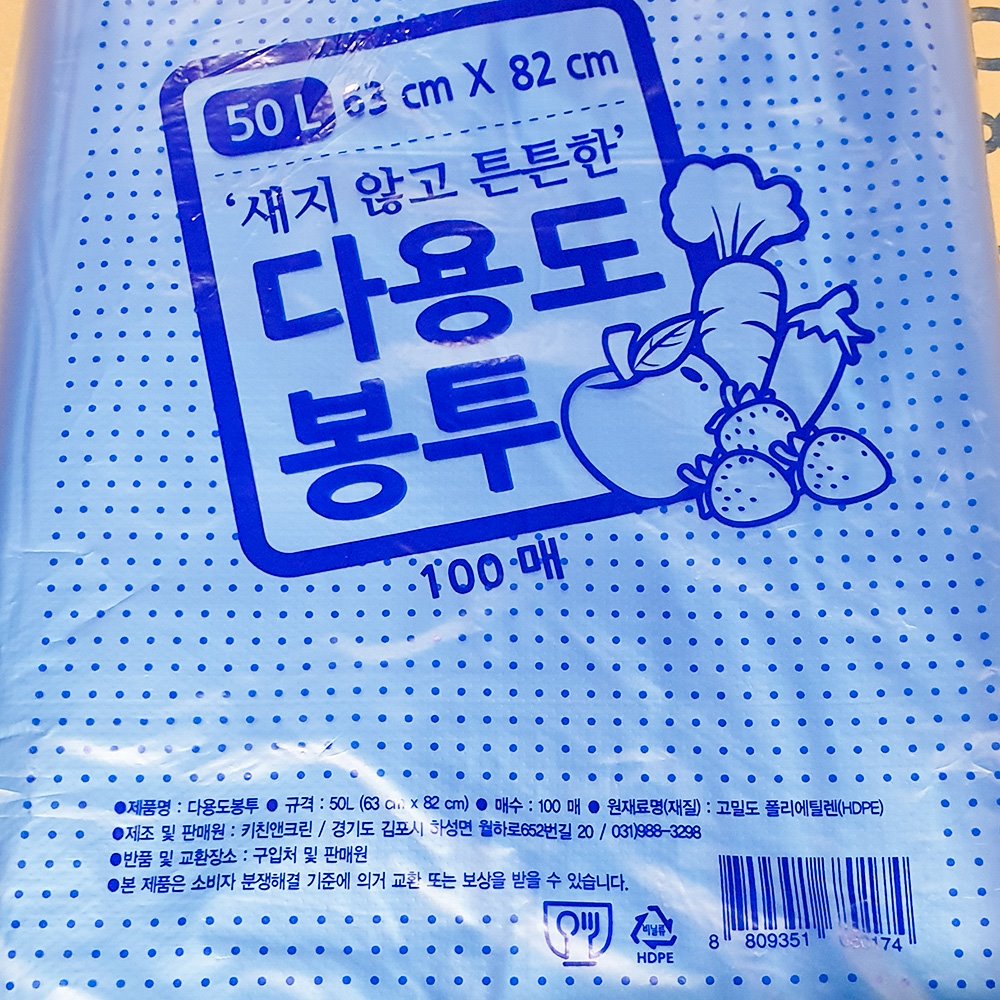 50L 63 cm X 82 cm
'새지 않고 튼튼한'
다용도
봉투
100 매
●제품명 : 다용도봉투 ● 규격 : 50L (63 cm x 82 cm) ● 매수 : 100 매 ● 원재료명(재질) : 고밀도 폴리에틸렌(HDPE)
●제조 및 판매원 : 키친앤크린 / 경기도 김포시 하성면 월하로652번길 20 / 031)988-3298
●반품 및 교환장소 : 구입처 및 판매원
●본 제품은 소비자 분쟁해결 기준에 의거 교환 또는 보상을 받을 수 있습니다.
비닐류
HDPE
8 809351